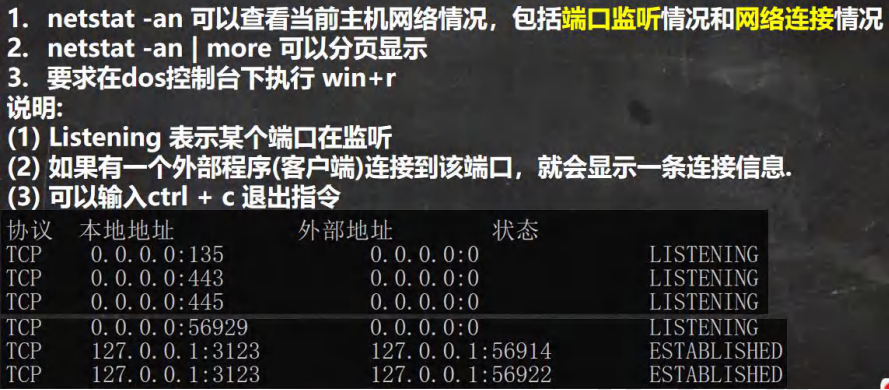 1. netstat -an 可以查看当前主机网络情况，包括端口监听情况和网络连接情况
2. netstat -an | more 可以分页显示
3. 要求在dos控制台下执行 win+r
说明:
(1) Listening 表示某个端口在监听
(2) 如果有一个外部程序(客户端)连接到该端口，就会显示一条连接信息.
(3) 可以输入ctrl + c 退出指令
协议 本地地址 外部地址 状态
TCP 0.0.0.0:135 0.0.0.0:0 LISTENING
TCP 0.0.0.0:443 0.0.0.0:0 LISTENING
TCP 0.0.0.0:445 0.0.0.0:0 LISTENING
TCP 0.0.0.0:56929 0.0.0.0:0 LISTENING
TCP 127.0.0.1:3123 127.0.0.1:56914 ESTABLISHED
TCP 127.0.0.1:3123 127.0.0.1:56922 ESTABLISHED